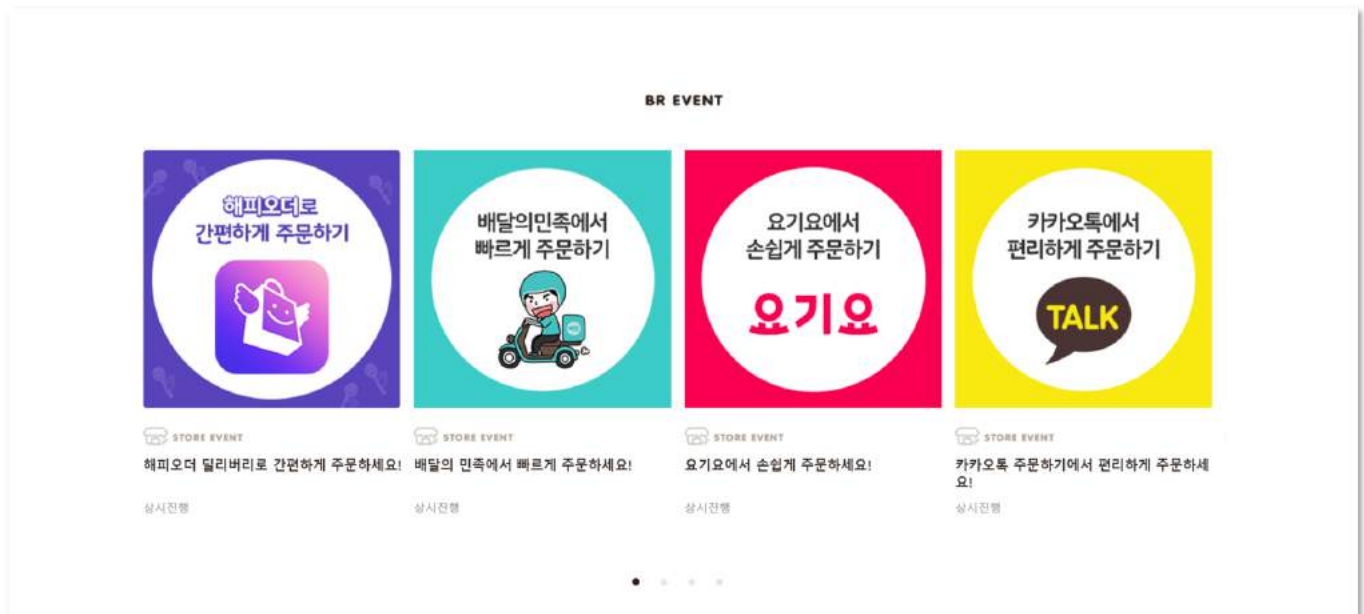 BR EVENT
해피오더로
간편하게 주문하기
배달의민족에서
빠르게 주문하기
요기요에서
손쉽게 주문하기
요기요
카카오톡에서
편리하게 주문하기
TALK
STORE EVENT
해피오더 딜리버리로 간편하게 주문하세요!
상시진행
STORE EVENT
배달의 민족에서 빠르게 주문하세요!
상시진행
STORE EVENT
요기요에서 손쉽게 주문하세요!
상시진행
STORE EVENT
카카오톡 주문하기에서 편리하게 주문하세
요!
상시진행